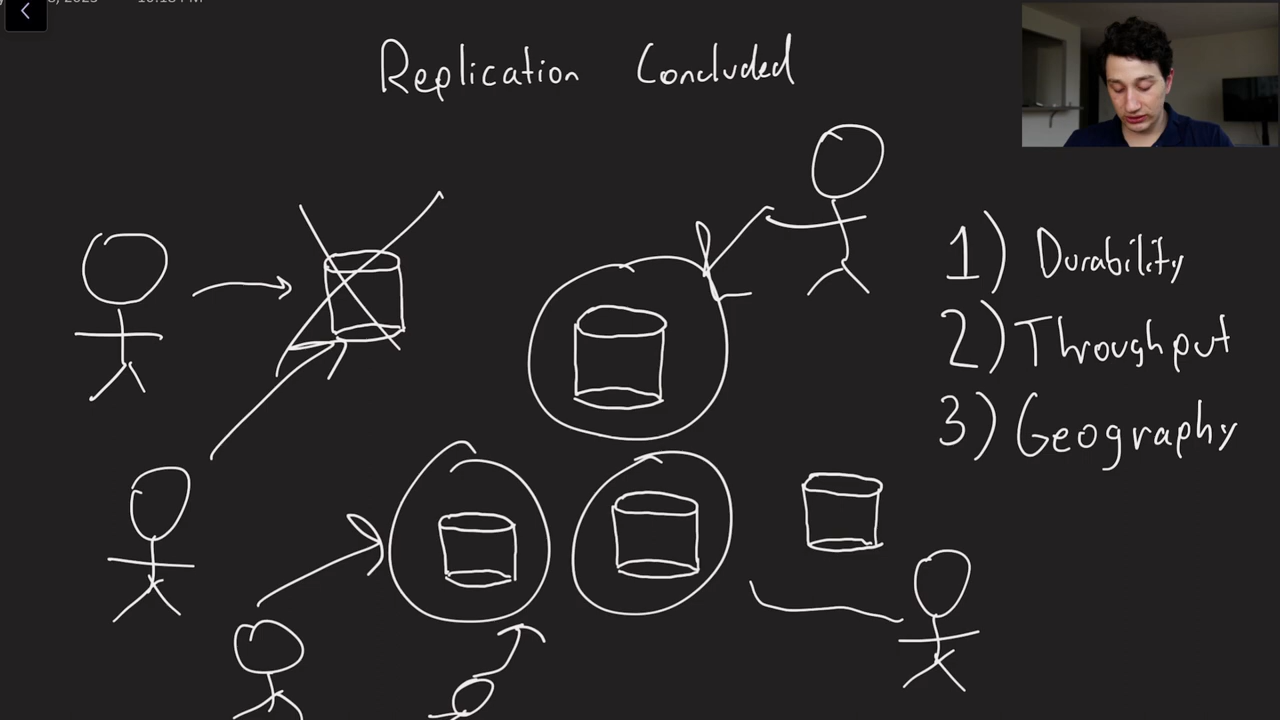 Replication Concluded
1) Durability
2) Throughput
3) Geography